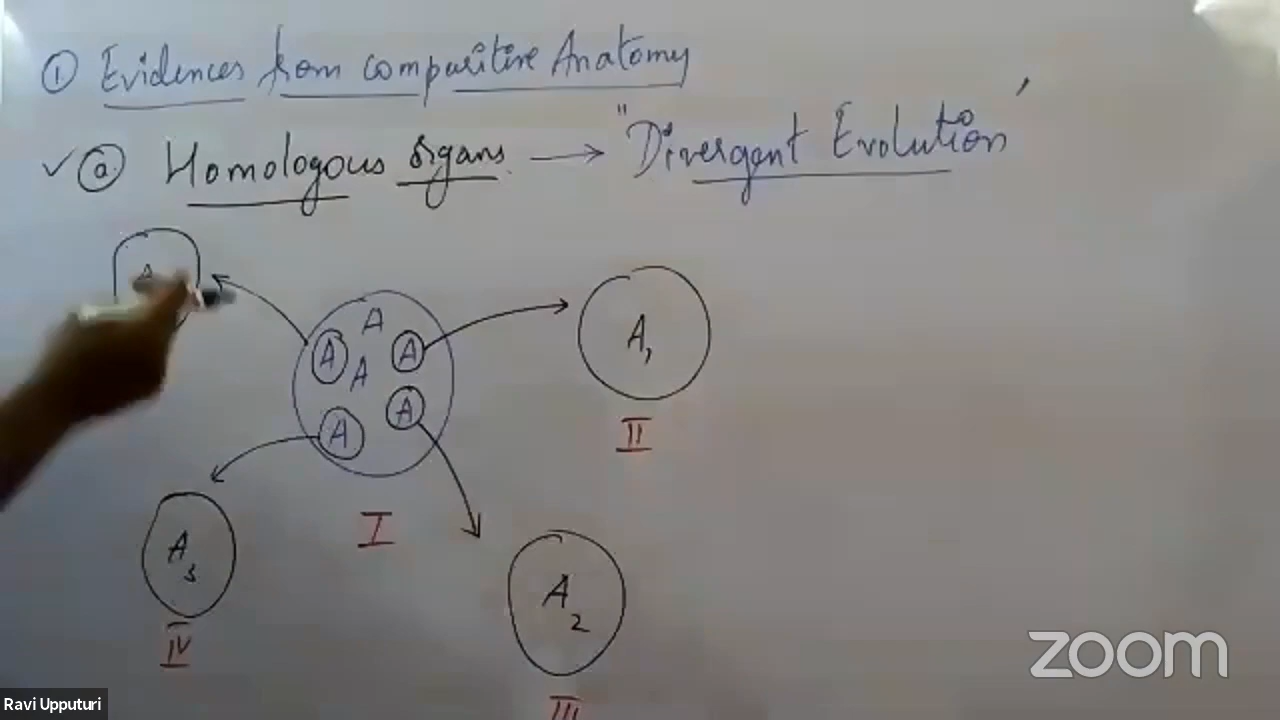 ① Evidences from comparitive Anatomy
✓ ⓐ Homologous organs → "Divergent Evolution"
A
A A
A
A A
A₁
II
I
A₃
IV
A₂
III
zoom
Ravi Upputuri